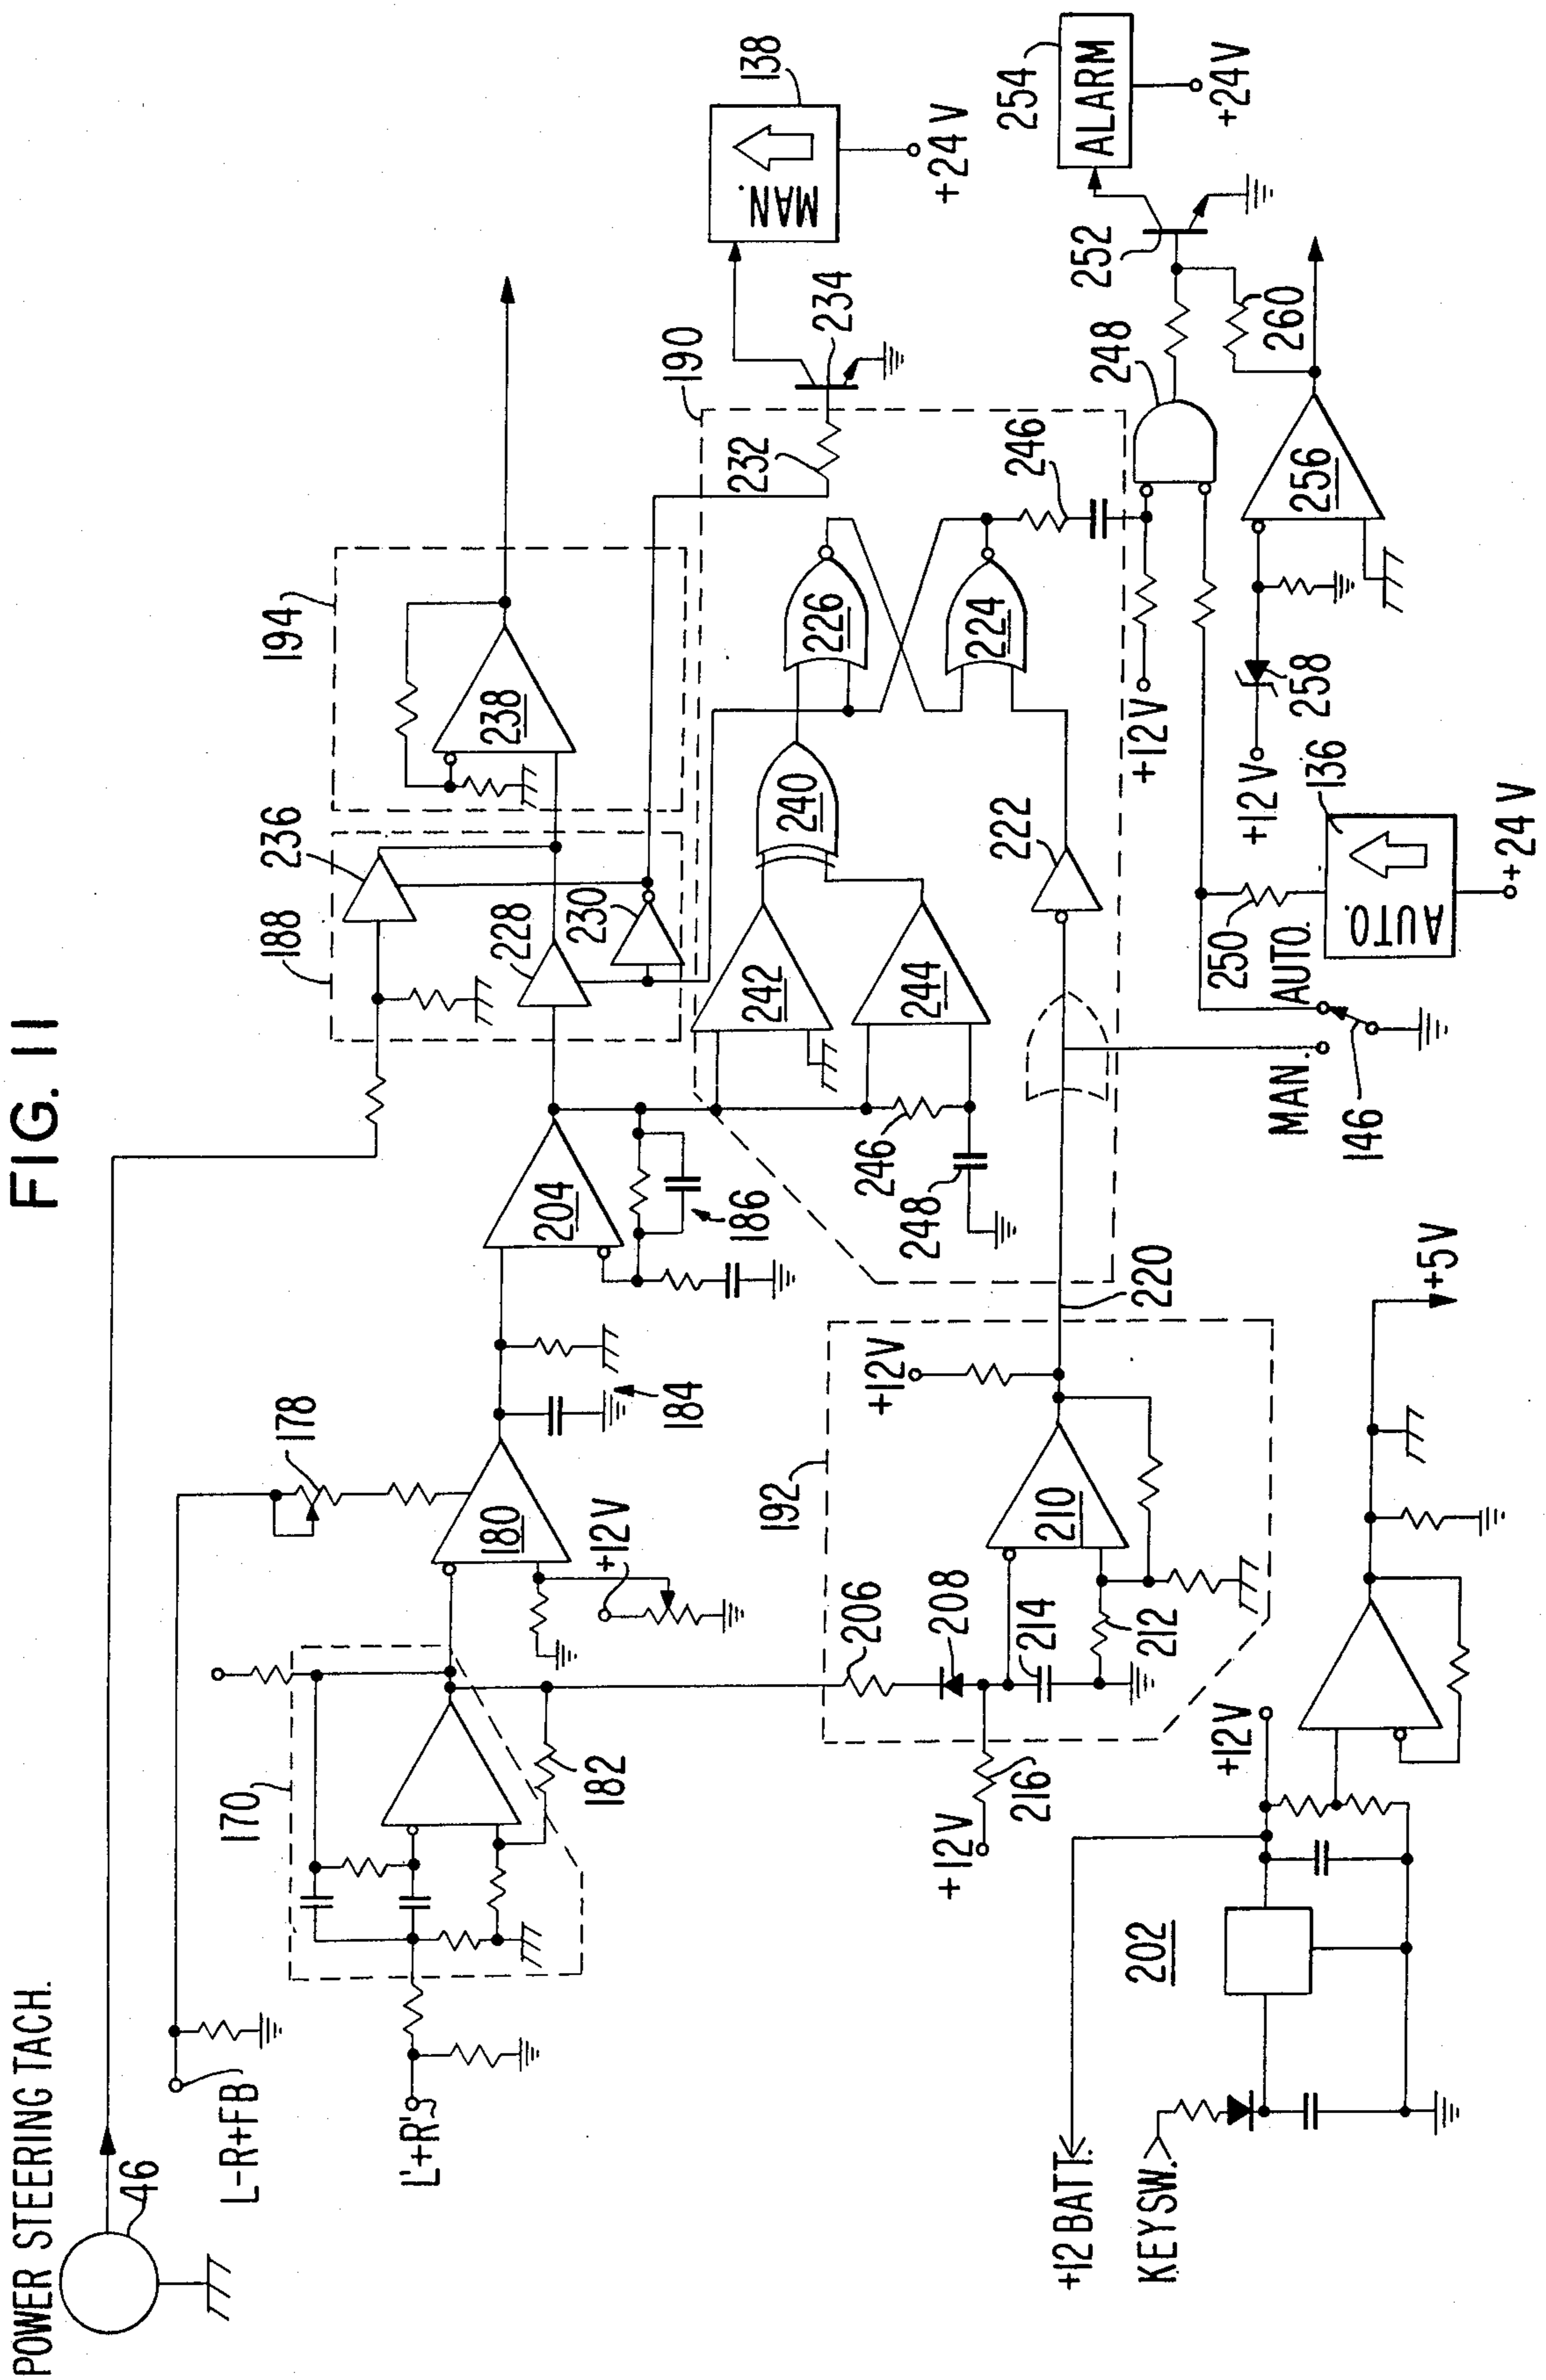 FIG. 11
POWER STEERING TACH.
46
L-R+FB
L'+R's
170
182
178
180
+12V
184
204
186
188
236
228
230
194
238
190
232
234
MAN.
138
+24V
242
244
246
248
240
226
224
222
246
+12V
248
252
ALARM
254
+24V
260
256
258
+12V
136
AUTO.
+24V
250
AUTO.
MAN.
146
220
192
+12V
210
206
208
214
212
216
+12V
+12 BATT.
KEY SW.
202
+12V
+5V